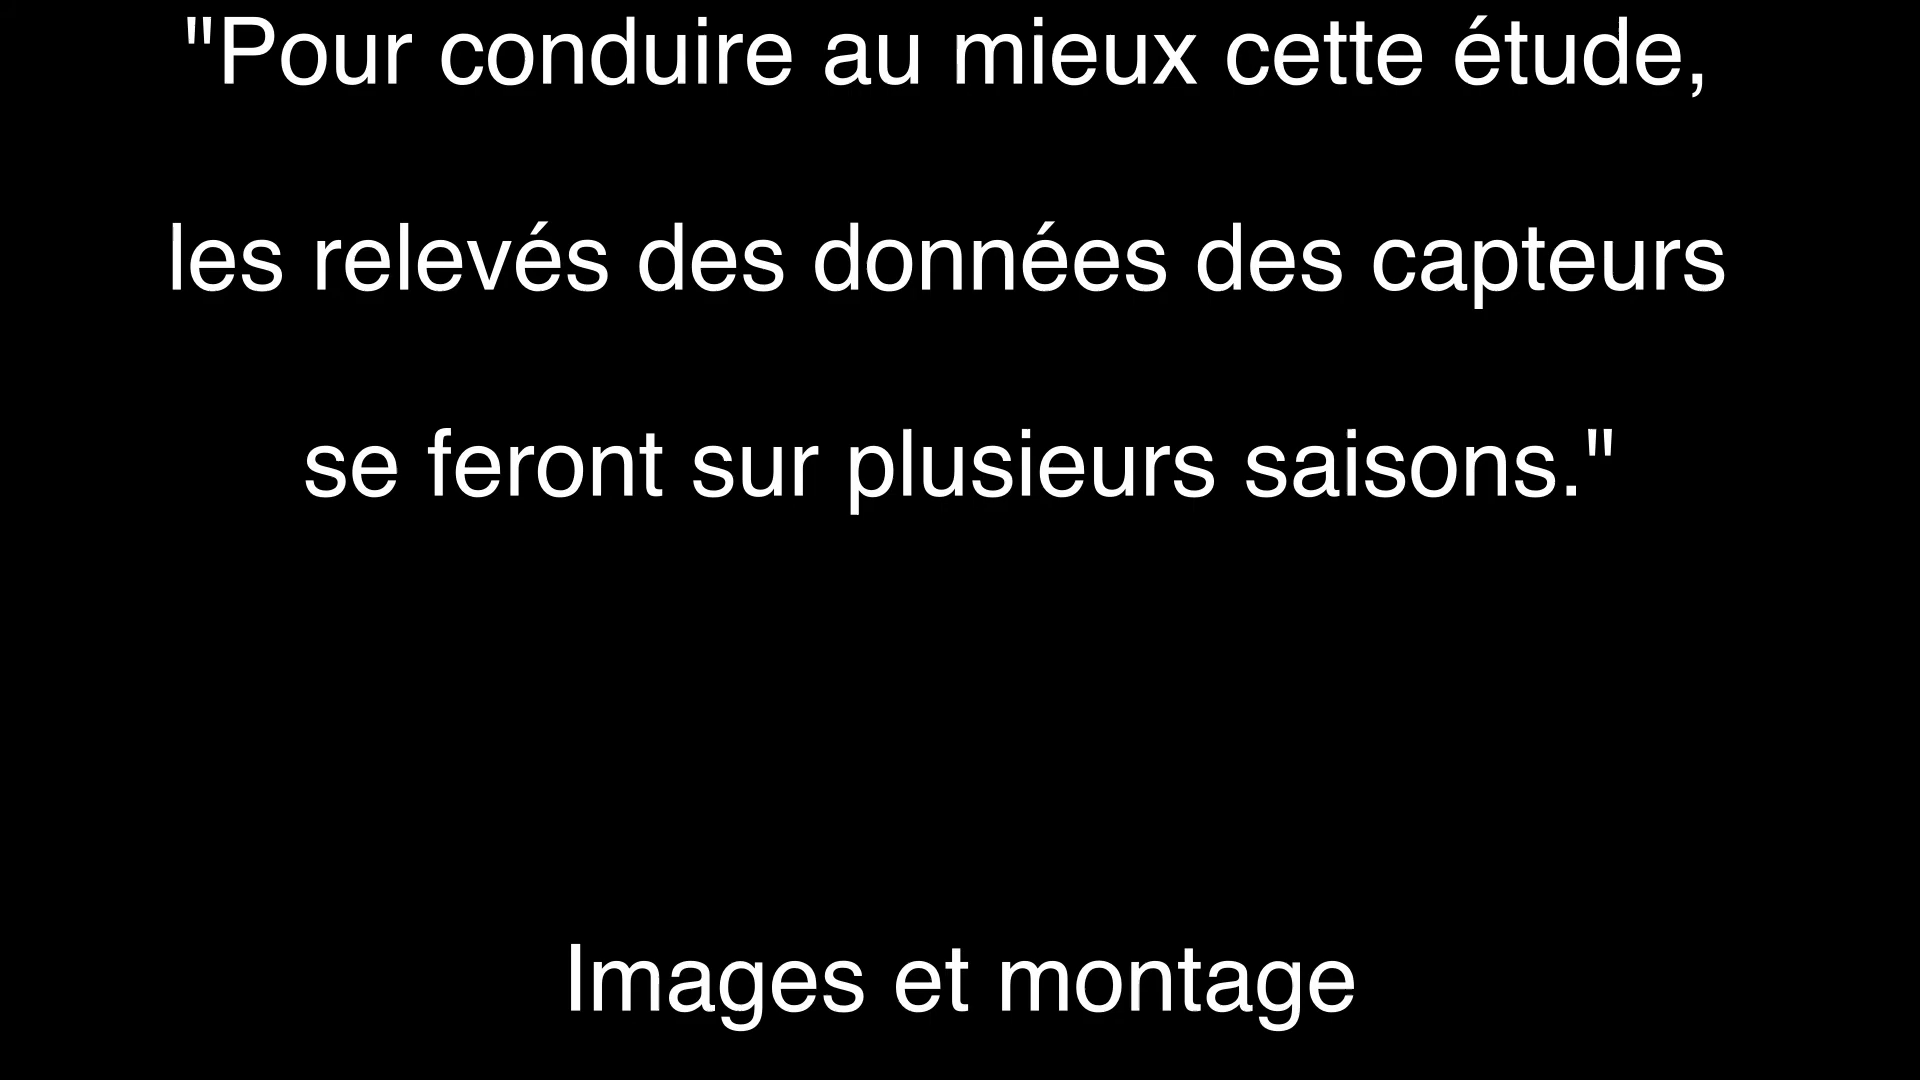 "Pour conduire au mieux cette étude,
les relevés des données des capteurs
se feront sur plusieurs saisons."
Images et montage